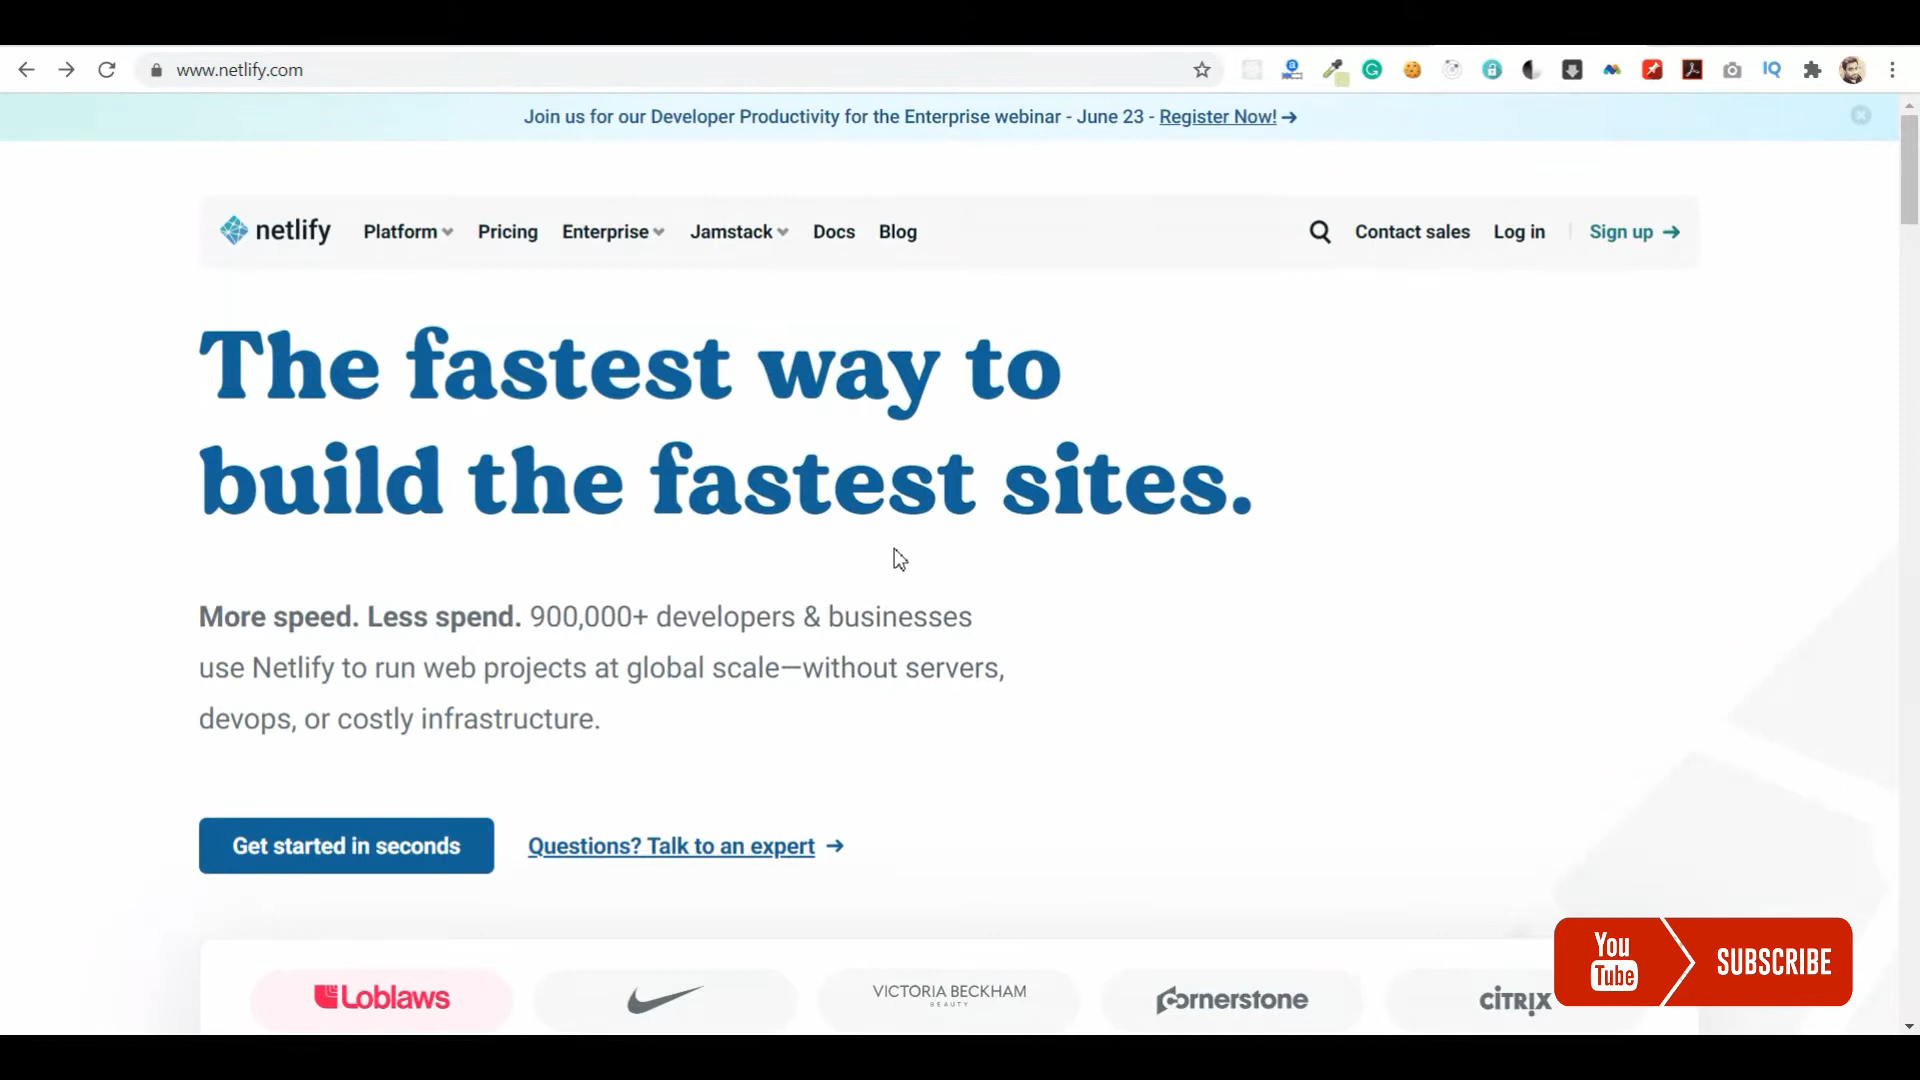 www.netlify.com
IQ
Join us for our Developer Productivity for the Enterprise webinar - June 23 - Register Now! →
netlify Platform Pricing Enterprise Jamstack Docs Blog Contact sales Log in Sign up →
The fastest way to
build the fastest sites.
More speed. Less spend. 900,000+ developers & businesses
use Netlify to run web projects at global scale—without servers,
devops, or costly infrastructure.
Get started in seconds Questions? Talk to an expert →
You
Tube SUBSCRIBE
Loblaws VICTORIA BECKHAM Cornerstone CITRIX
BEAUTY